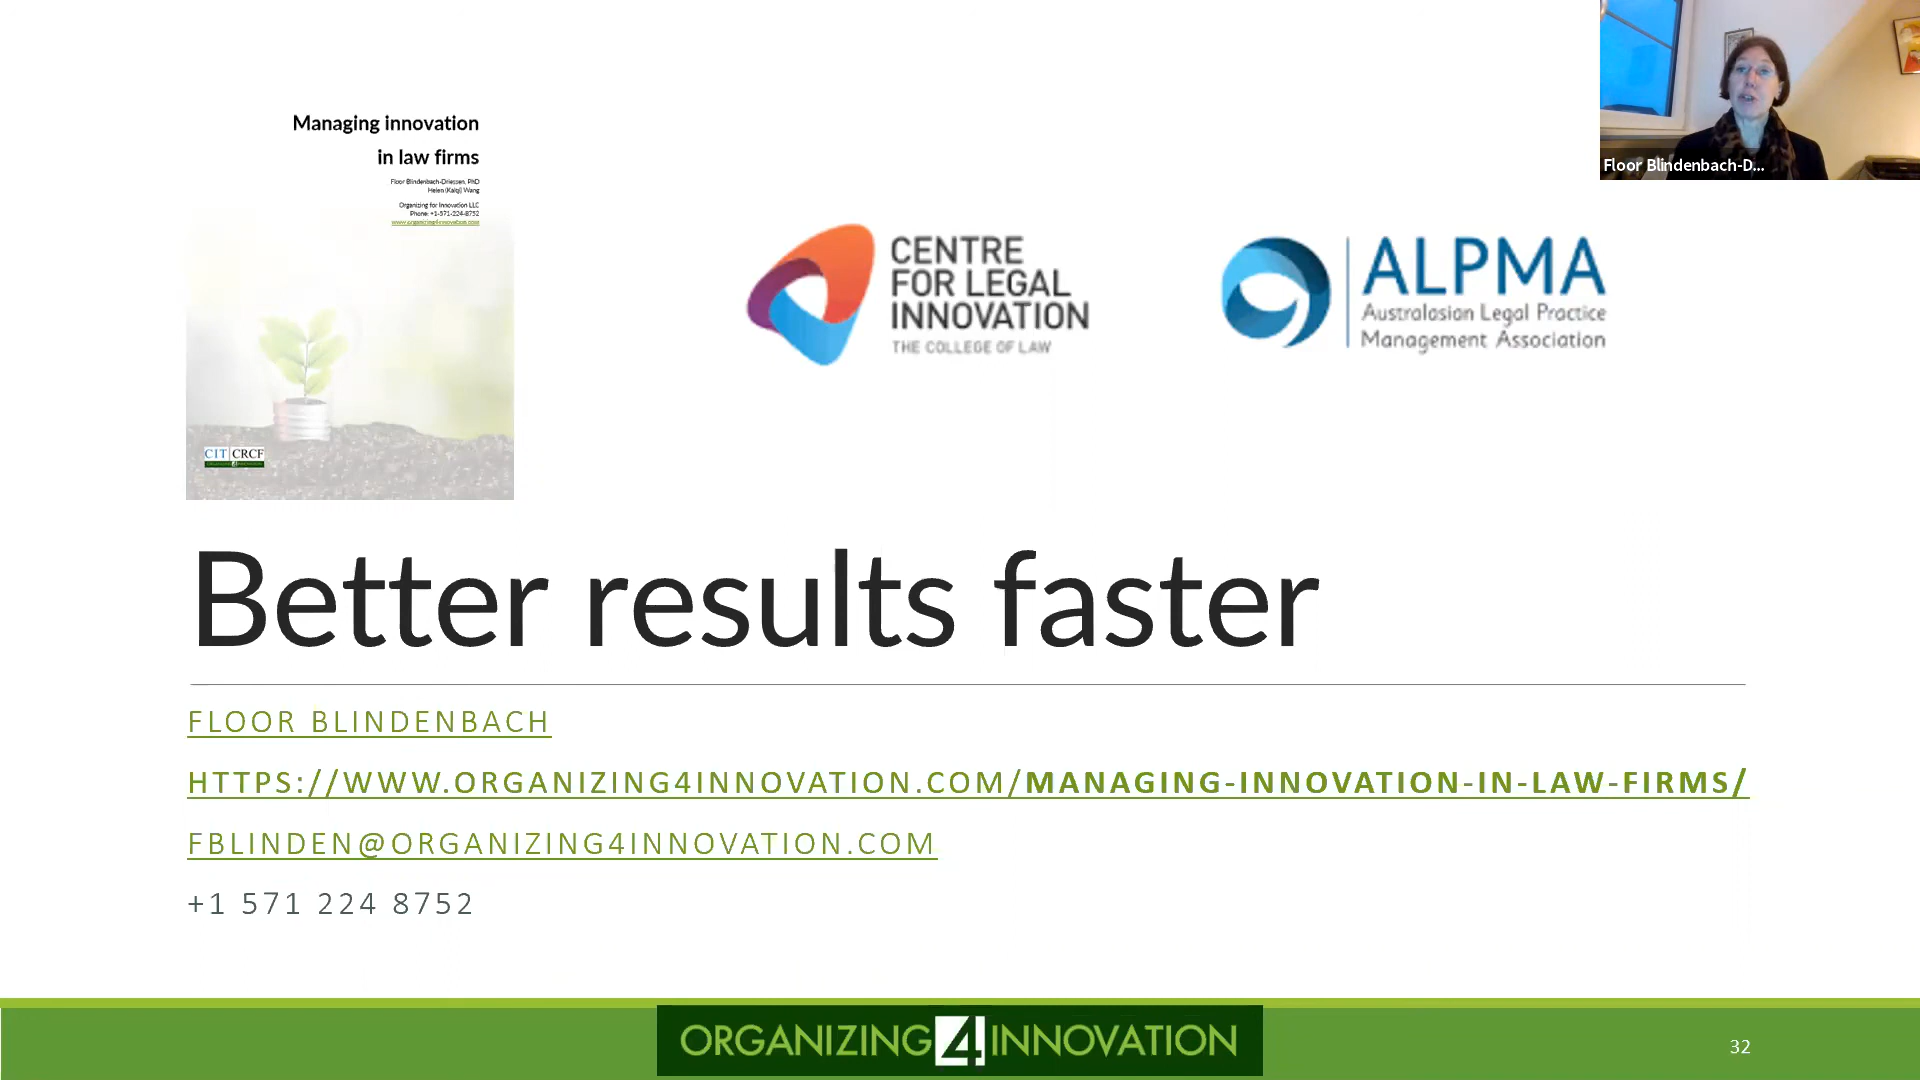 Managing innovation
in law firms
Floor Blindenbach-Driessen, PhD
Helen (Kaiqi) Wang
Organizing for Innovation LLC
Phone: +1-571-224-8752
www.organizing4innovation.com
CIT CRCF
CENTRE
FOR LEGAL
INNOVATION
THE COLLEGE OF LAW
ALPMA
Australasian Legal Practice
Management Association
Floor Blindenbach-D...
Better results faster
FLOOR BLINDENBACH
HTTPS://WWW.ORGANIZING4INNOVATION.COM/MANAGING-INNOVATION-IN-LAW-FIRMS/
FBLINDEN@ORGANIZING4INNOVATION.COM
+1 571 224 8752
ORGANIZING4INNOVATION
32